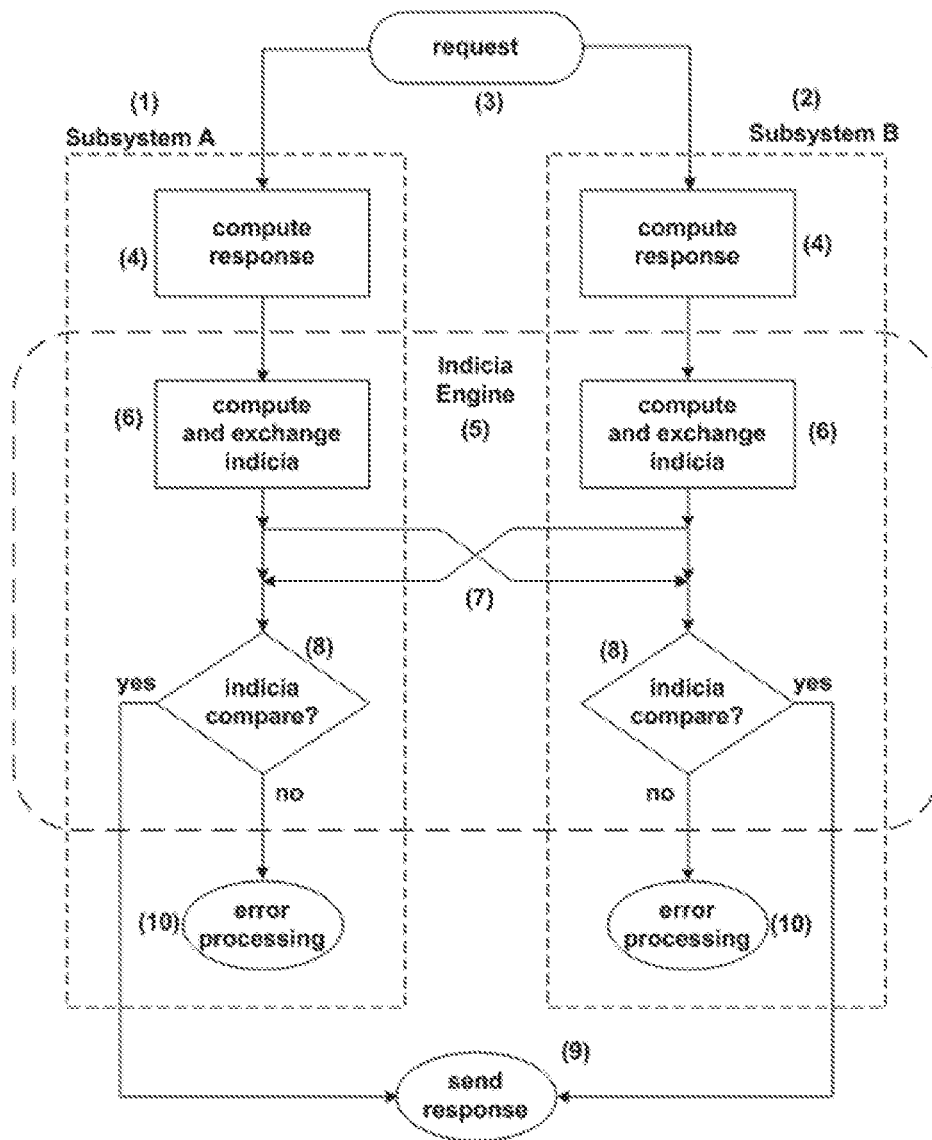 request
(3)
(1)
Subsystem A
(2)
Subsystem B
(4)
compute
response
compute
response
(4)
Indicia
Engine
(5)
(6)
compute
and exchange
indicia
compute
and exchange
indicia
(6)
(7)
(8)
yes
indicia
compare?
no
(8)
indicia
compare?
yes
no
(10)
error
processing
error
processing
(10)
(9)
send
response